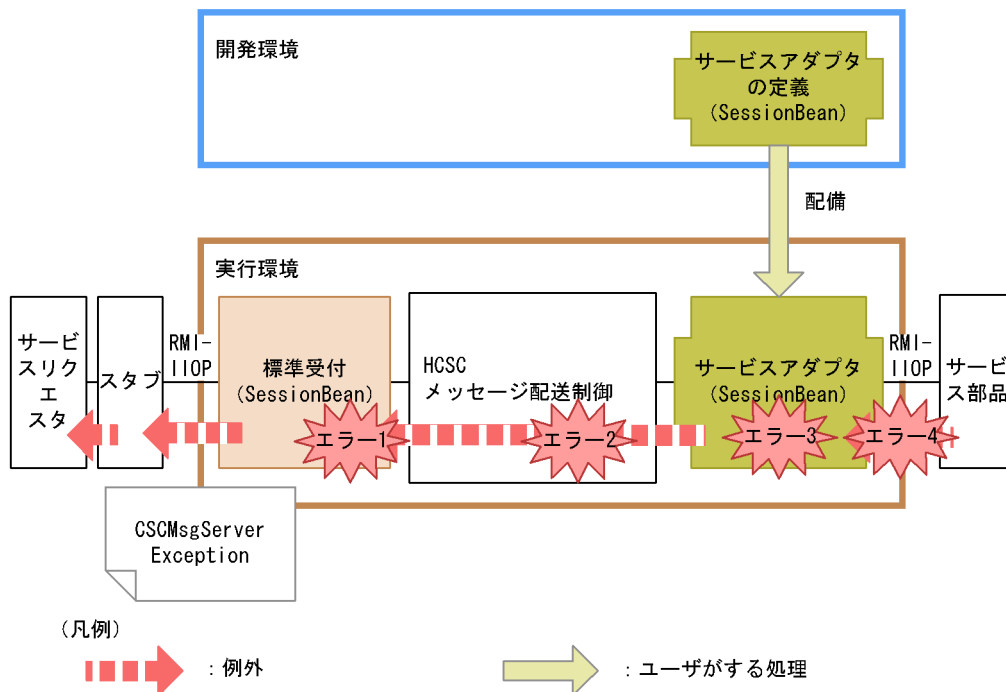 開発環境
サービスアダプタ
の定義
(SessionBean)
配備
実行環境
サービ
スリク
エ
スタ
スタブ
RMI-
IIOP
標準受付
(SessionBean)
HCSC
メッセージ配送制御
サービスアダプタ
(SessionBean)
RMI-
IIOP
サービ
ス部品
エラー1
エラー2
エラー3
エラー4
CSCMsgServer
Exception
(凡例)
:例外
:ユーザがする処理